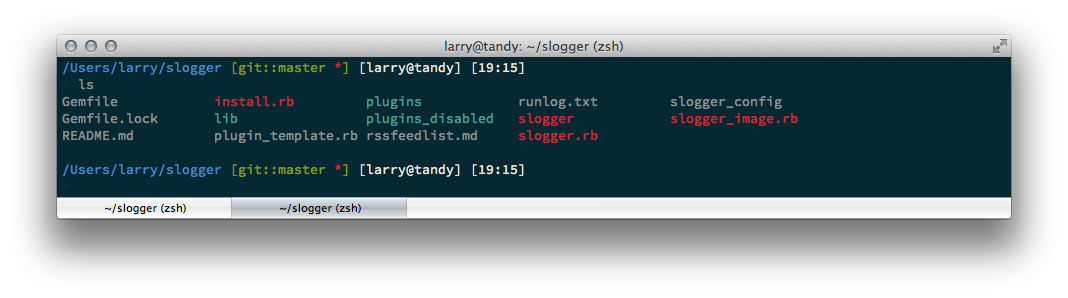 larry@tandy: ~/slogger (zsh)
/Users/larry/slogger [git::master *] [larry@tandy] [19:15]
> ls
Gemfile install.rb plugins runlog.txt slogger_config
Gemfile.lock lib plugins_disabled slogger slogger_image.rb
README.md plugin_template.rb rssfeedlist.md slogger.rb
/Users/larry/slogger [git::master *] [larry@tandy] [19:15]
>
~/slogger (zsh) ~/slogger (zsh)